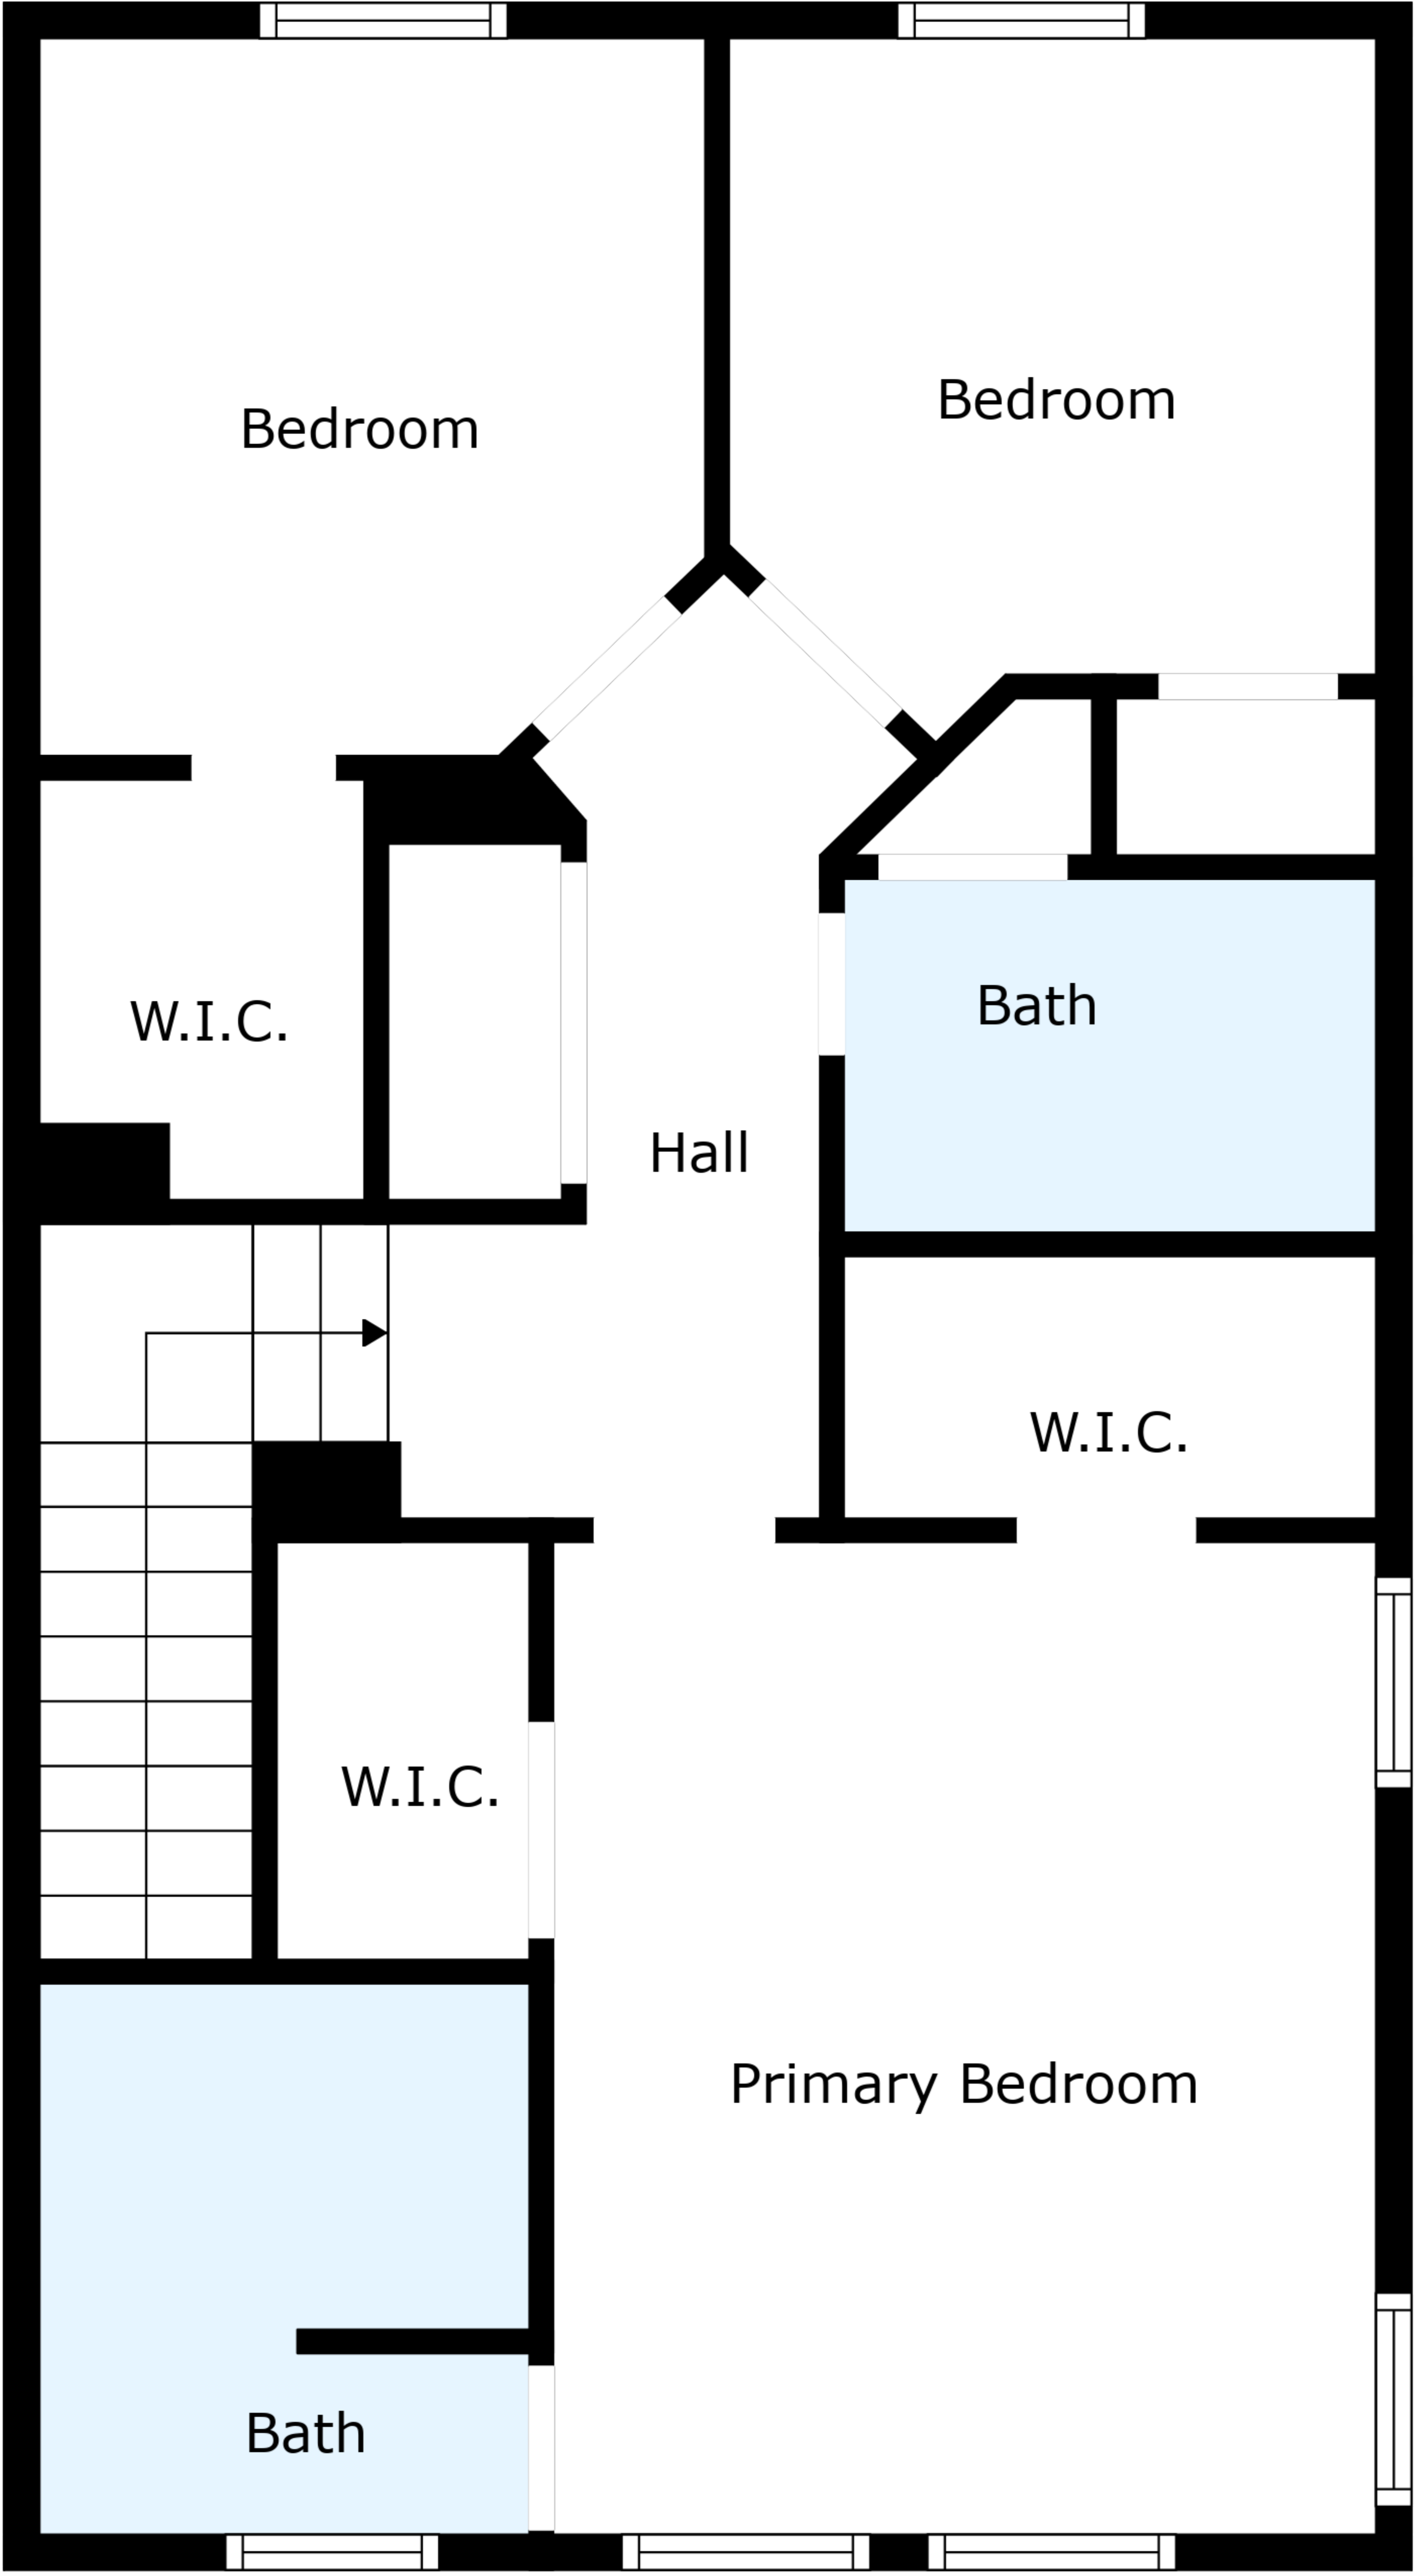 Bedroom
Bedroom
W.I.C.
Bath
Hall
W.I.C.
W.I.C.
Primary Bedroom
Bath